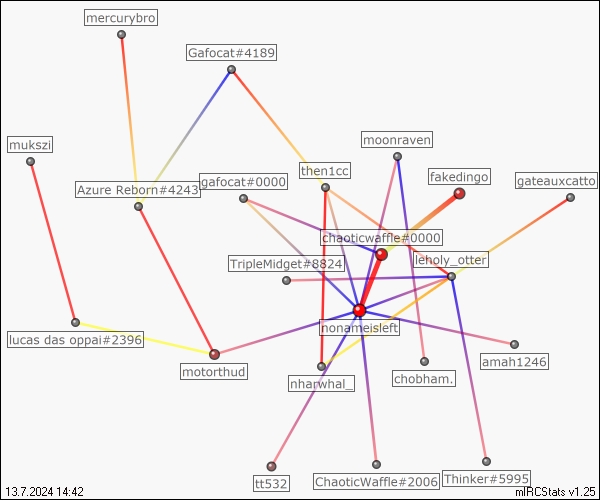 mercurybro
Gafocat#4189
mukszi
moonraven
then1cc
fakedingo
gafocat#0000
gateauxcatto
Azure Reborn#4243
chaoticwaffle#0000
leholy_otter
TripleMidget#8824
nonameisleft
lucas das oppai#2396
amah1246
motorthud
chobham.
nharwhal_
tt532
ChaoticWaffle#2006
Thinker#5995
13.7.2024 14:42
mIRCStats v1.25